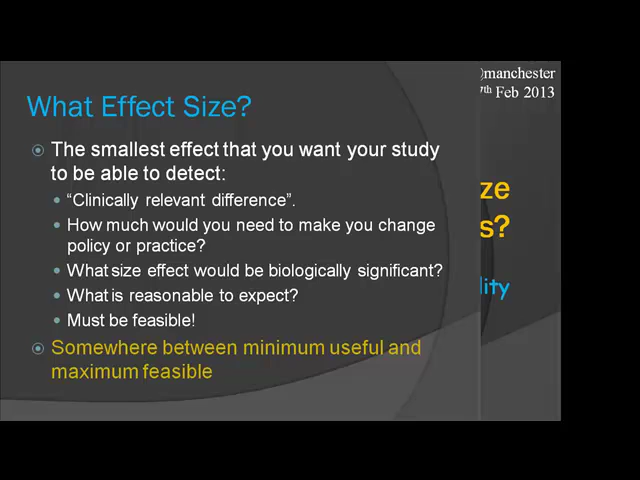 What Effect Size?
The smallest effect that you want your study
to be able to detect:
“Clinically relevant difference”.
How much would you need to make you change
policy or practice?
What size effect would be biologically significant?
What is reasonable to expect?
Must be feasible!
Somewhere between minimum useful and
maximum feasible
manchester
7th Feb 2013
ze
s?
lity